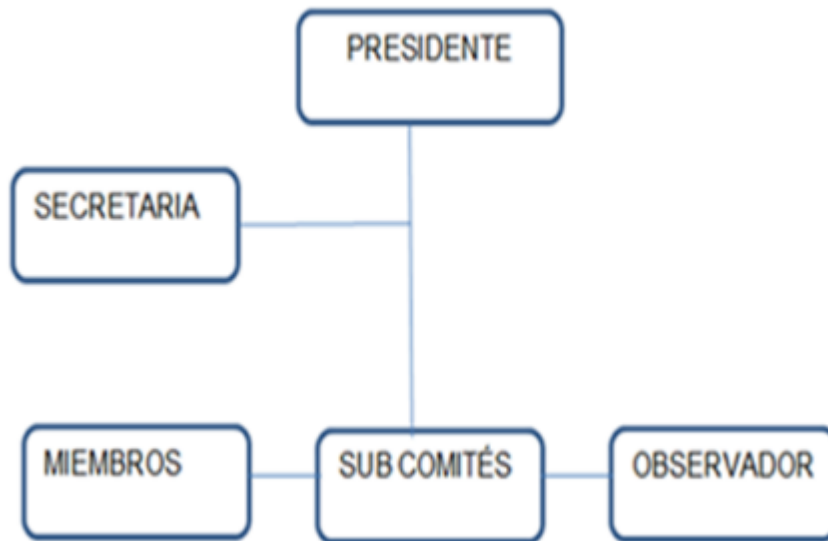 PRESIDENTE
SECRETARIA
MIEMBROS
SUB COMITÉS
OBSERVADOR